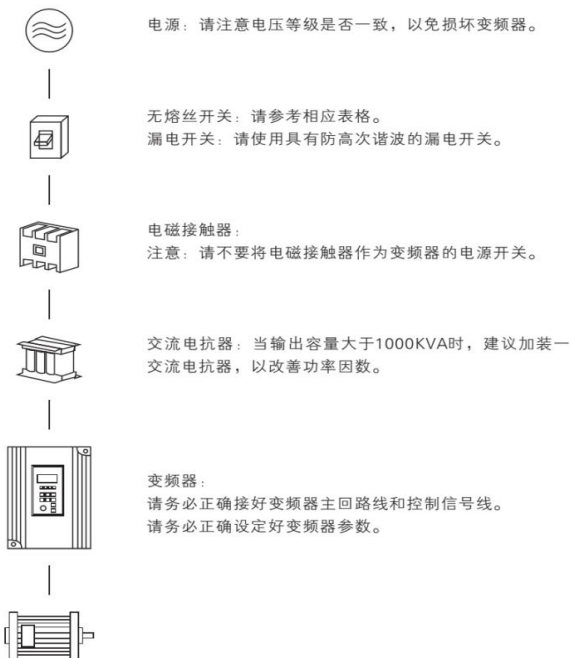 电源：请注意电压等级是否一致，以免损坏变频器。
无熔丝开关：请参考相应表格。
漏电开关：请使用具有防高次谐波的漏电开关。
电磁接触器：
注意：请不要将电磁接触器作为变频器的电源开关。
交流电抗器：当输出容量大于1000KVA时，建议加装一
交流电抗器，以改善功率因数。
变频器：
请务必正确接好变频器主回路线和控制信号线。
请务必正确设定好变频器参数。